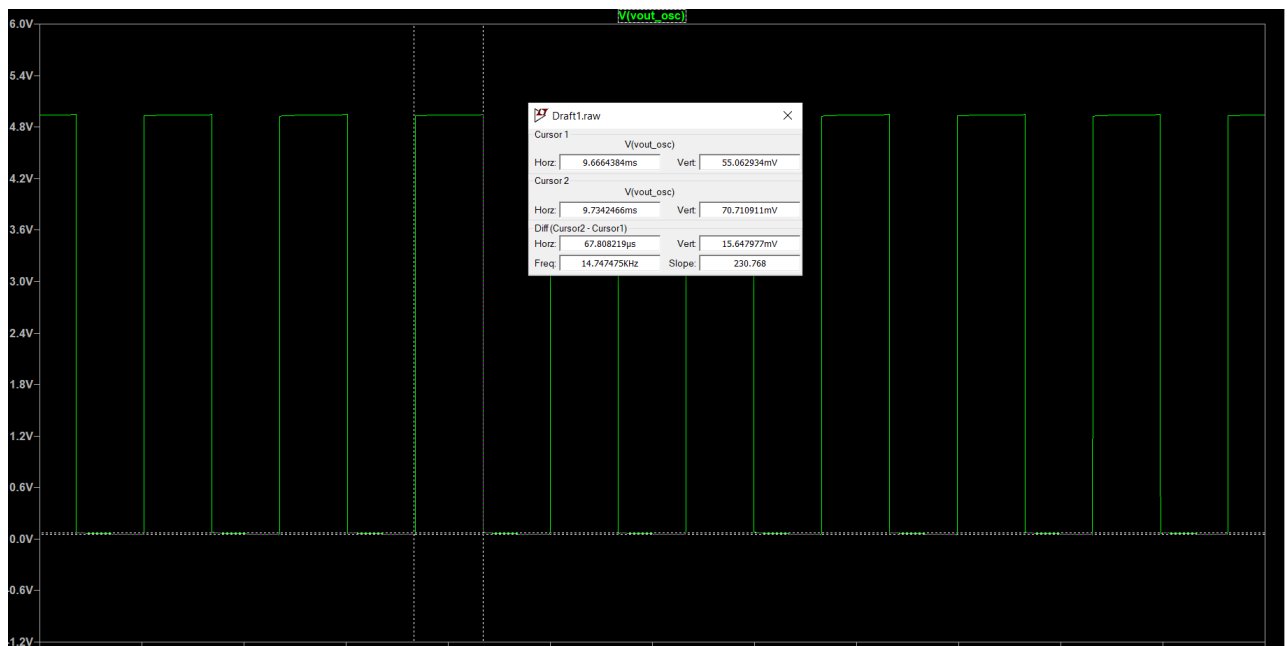 V(vout_osc)
6.0V
5.4V
4.8V
4.2V
3.6V
3.0V
2.4V
1.8V
1.2V
0.6V
0.0V
0.6V
1.2V
Draft1.raw
Cursor 1
V(vout_osc)
Horz: 9.6664384ms Vert: 55.062934mV
Cursor 2
V(vout_osc)
Horz: 9.7342466ms Vert: 70.710911mV
Diff (Cursor2 - Cursor1)
Horz: 67.808219µs Vert: 15.647977mV
Freq: 14.747475KHz Slope: 230.768